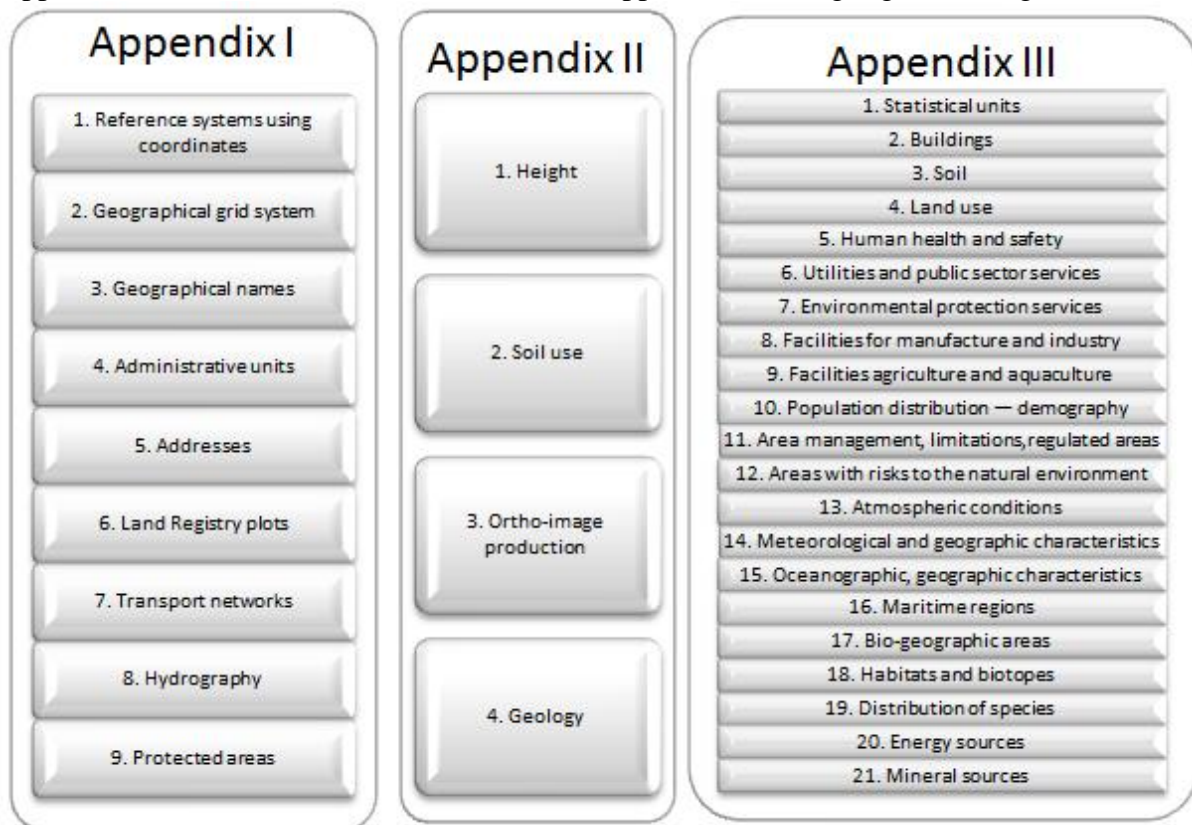 Appendix I
1. Reference systems using
coordinates
2. Geographical grid system
3. Geographical names
4. Administrative units
5. Addresses
6. Land Registry plots
7. Transport networks
8. Hydrography
9. Protected areas
Appendix II
1. Height
2. Soil use
3. Ortho-image
production
4. Geology
Appendix III
1. Statistical units
2. Buildings
3. Soil
4. Land use
5. Human health and safety
6. Utilities and public sector services
7. Environmental protection services
8. Facilities for manufacture and industry
9. Facilities agriculture and aquaculture
10. Population distribution — demography
11. Area management, limitations,regulated areas
12. Areas with risks to the natural environment
13. Atmospheric conditions
14. Meteorological and geographic characteristics
15. Oceanographic, geographic characteristics
16. Maritime regions
17. Bio-geographic areas
18. Habitats and biotopes
19. Distribution of species
20. Energy sources
21. Mineral sources